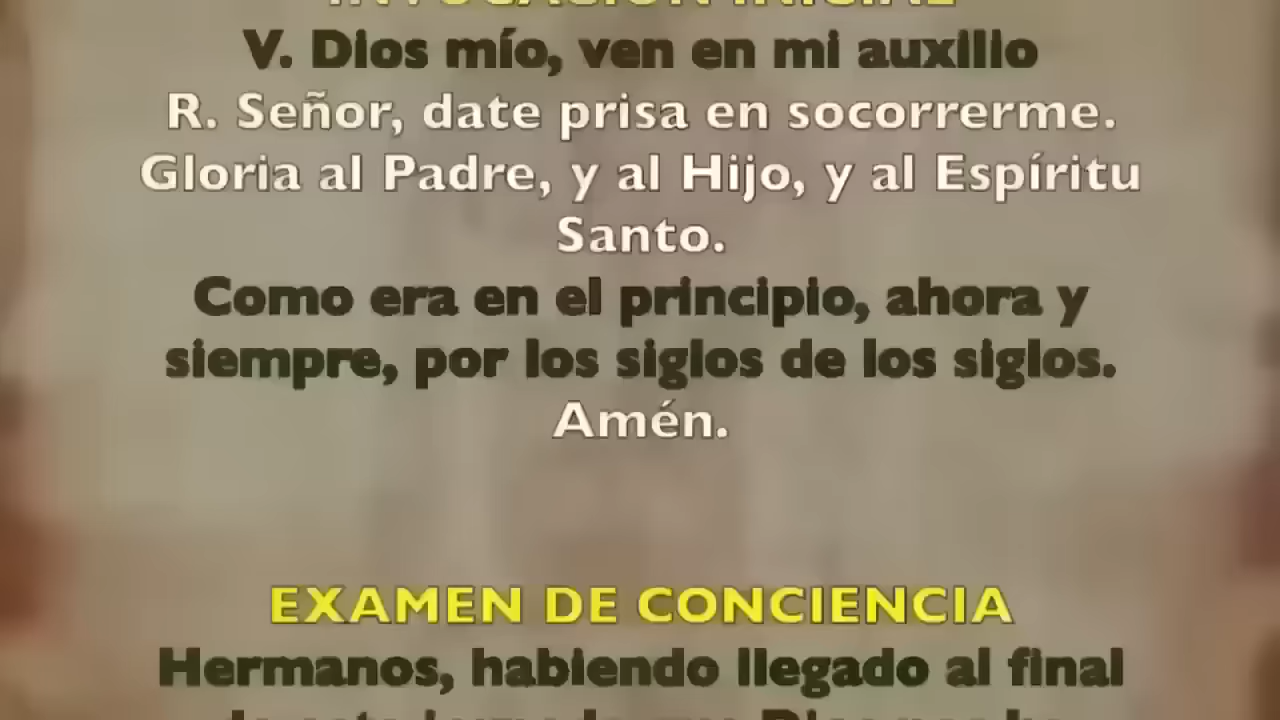 INVOCACIÓN INICIAL
V. Dios mío, ven en mi auxilio
R. Señor, date prisa en socorrerme.
Gloria al Padre, y al Hijo, y al Espíritu
Santo.
Como era en el principio, ahora y
siempre, por los siglos de los siglos.
Amén.
EXAMEN DE CONCIENCIA
Hermanos, habiendo llegado al final